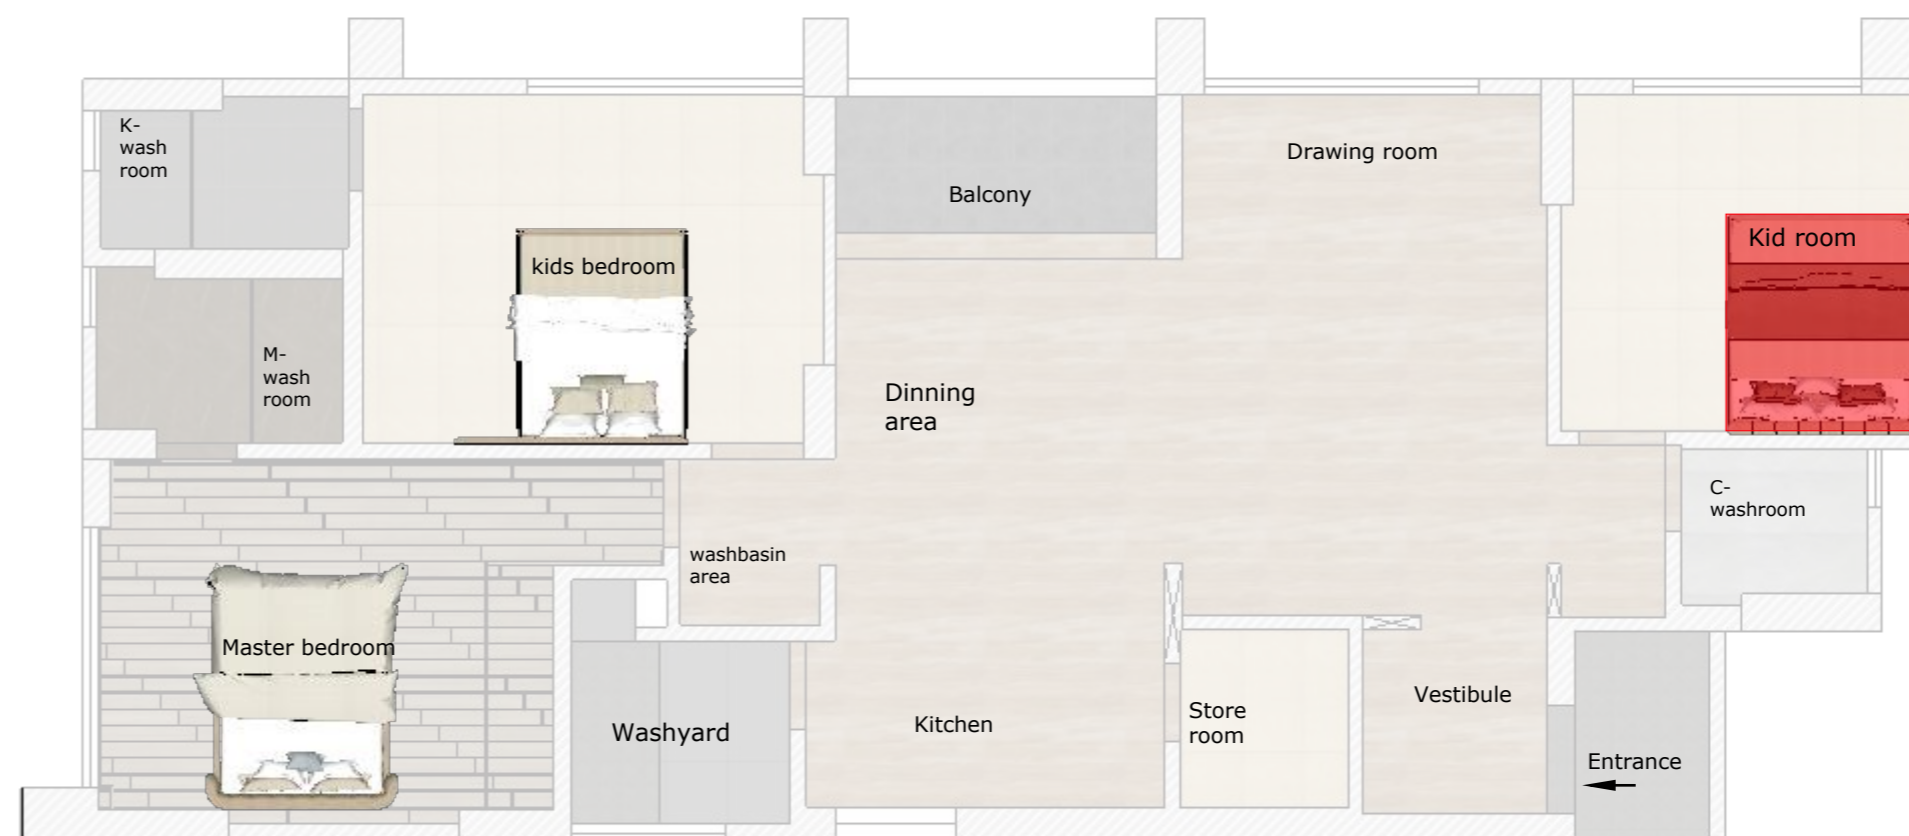 K-
wash
room
Drawing room
Balcony
Kid room
kids bedroom
M-
wash
room
Dinning
area
C-
washroom
washbasin
area
Master bedroom
Vestibule
Store
room
Kitchen
Washyard
Entrance